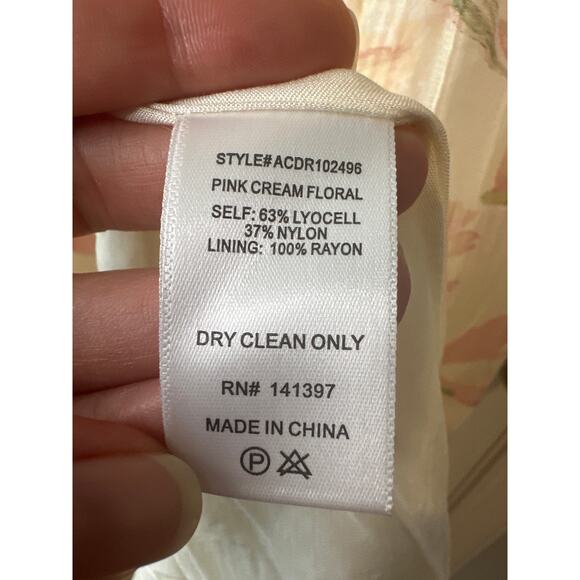 STYLE#ACDR102496
PINK CREAM FLORAL
SELF: 63% LYOCELL
37% NYLON
LINING: 100% RAYON
DRY CLEAN ONLY
RN# 141397
MADE IN CHINA
P